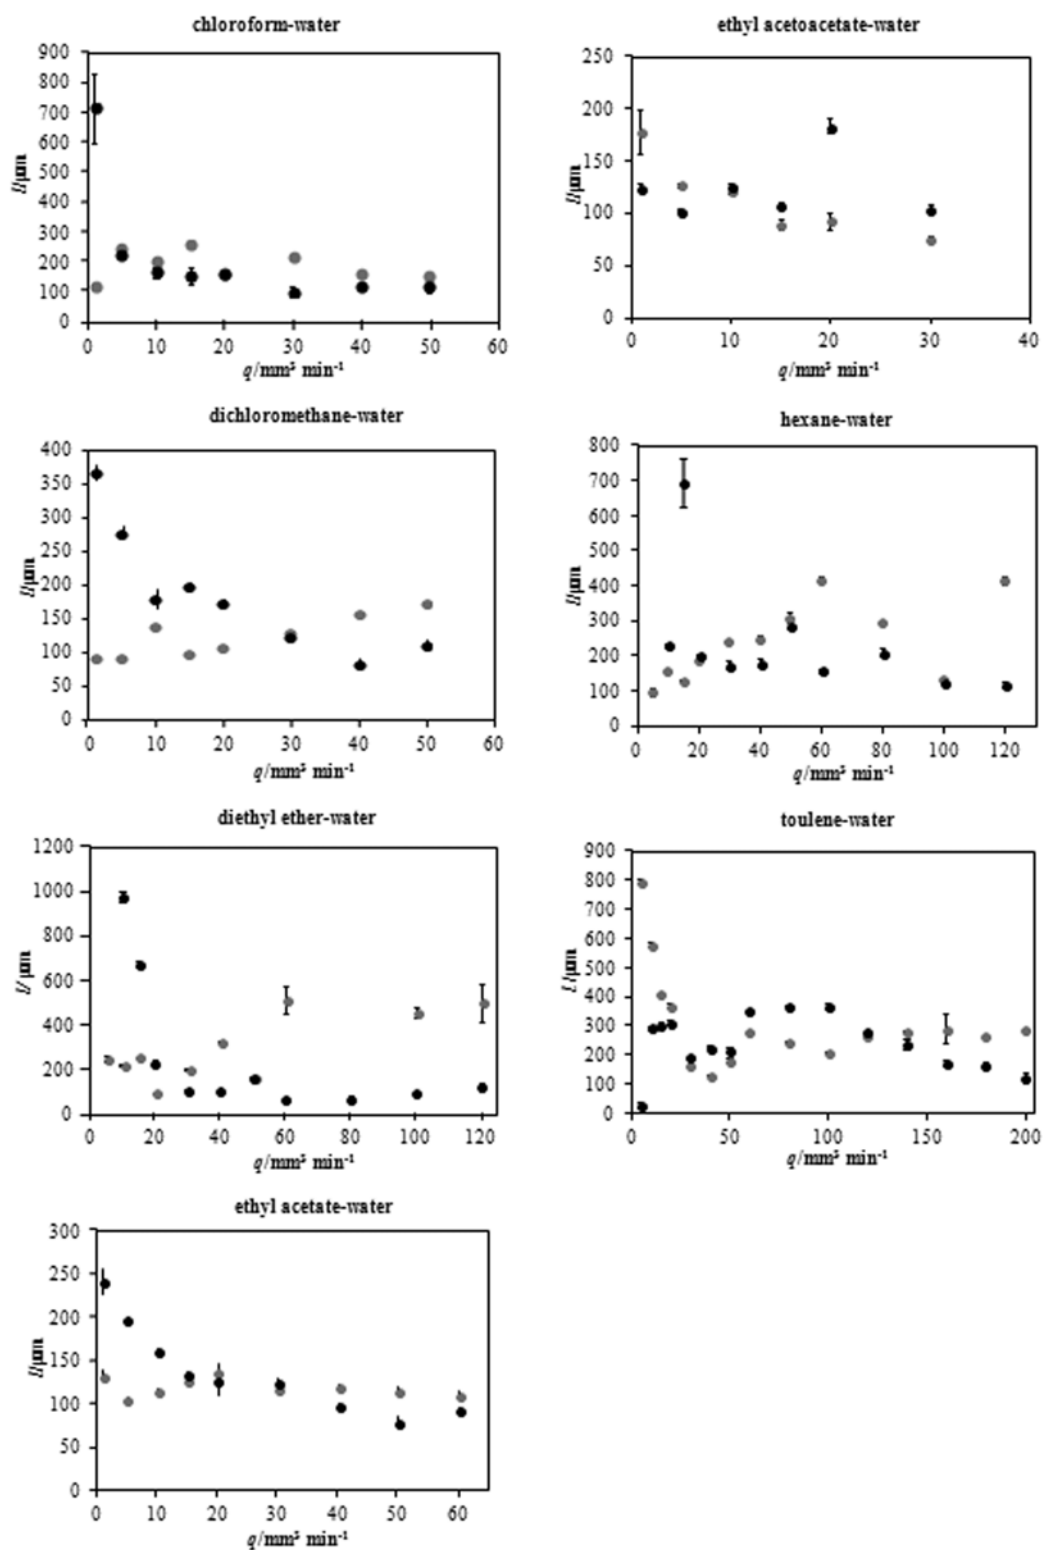 chloroform-water
900
800
700
600
500
400
300
200
100
0
l/μm
0 10 20 30 40 50 60
q/mm³ min⁻¹
ethyl acetoacetate-water
250
200
150
100
50
0
l/μm
0 10 20 30 40
q/mm³ min⁻¹
dichloromethane-water
400
350
300
250
200
150
100
50
0
l/μm
0 10 20 30 40 50 60
q/mm³ min⁻¹
hexane-water
800
700
600
500
400
300
200
100
0
l/μm
0 20 40 60 80 100 120
q/mm³ min⁻¹
diethyl ether-water
1200
1000
800
600
400
200
0
l/μm
0 20 40 60 80 100 120
q/mm³ min⁻¹
toulene-water
900
800
700
600
500
400
300
200
100
0
l/μm
0 50 100 150 200
q/mm³ min⁻¹
ethyl acetate-water
300
250
200
150
100
50
0
l/μm
0 10 20 30 40 50 60
q/mm³ min⁻¹